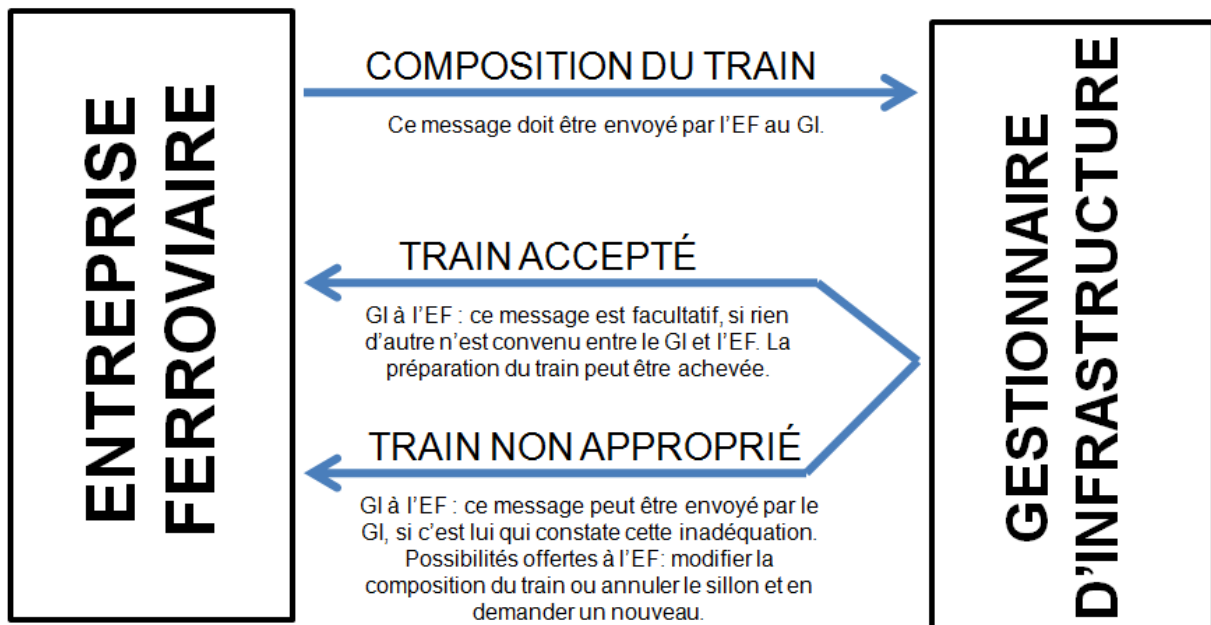 ENTREPRISE
FERROVIAIRE
COMPOSITION DU TRAIN
Ce message doit être envoyé par l'EF au GI.
TRAIN ACCEPTÉ
GI à l'EF : ce message est facultatif, si rien
d'autre n'est convenu entre le GI et l'EF. La
préparation du train peut être achevée.
TRAIN NON APPROPRIÉ
GI à l'EF : ce message peut être envoyé par le
GI, si c'est lui qui constate cette inadéquation.
Possibilités offertes à l'EF: modifier la
composition du train ou annuler le sillon et en
demander un nouveau.
GESTIONNAIRE
D'INFRASTRUCTURE